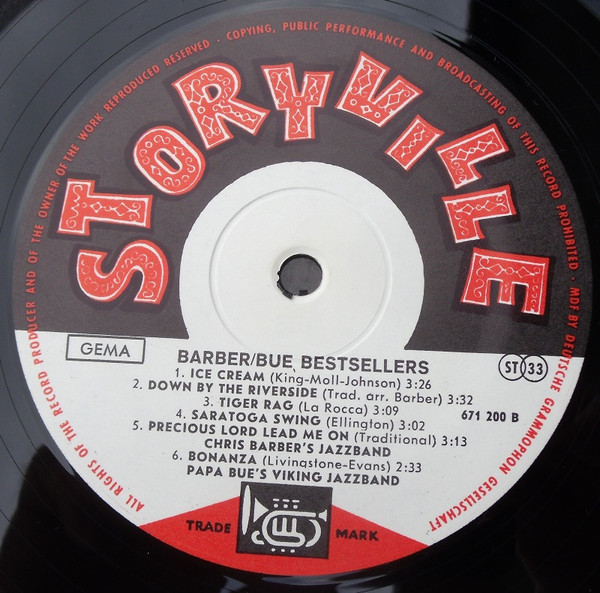 ALL RIGHTS OF THE RECORD PRODUCER AND OF THE OWNER OF THE WORK REPRODUCED RESERVED · COPYING, PUBLIC PERFORMANCE AND BROADCASTING OF THIS RECORD PROHIBITED · MDF BY DEUTSCHE GRAMMOPHON GESELLSCHAFT
STORYVILLE
GEMA
ST 33
BARBER/BUE BESTSELLERS
1. ICE CREAM (King-Moll-Johnson) 3:26
2. DOWN BY THE RIVERSIDE (Trad. arr. Barber) 3:32
3. TIGER RAG (La Rocca) 3:09
671 200 B
4. SARATOGA SWING (Ellington) 3:02
5. PRECIOUS LORD LEAD ME ON (Traditional) 3:13
CHRIS BARBER'S JAZZBAND
6. BONANZA (Livingstone-Evans) 2:33
PAPA BUE'S VIKING JAZZBAND
TRADE MARK